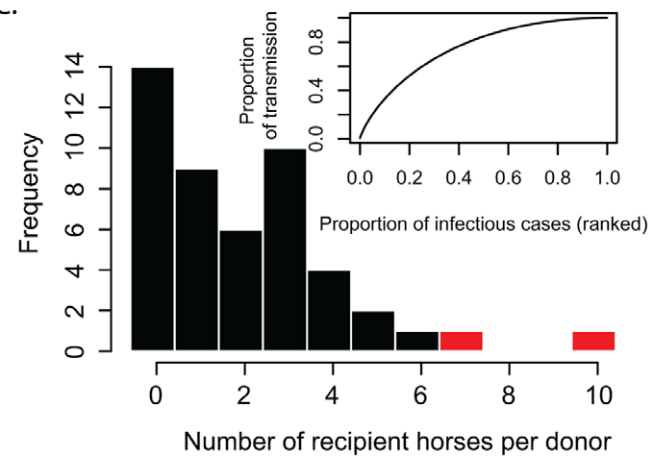 c.
Proportion
of transmission
0.0 0.4 0.8
0.0 0.2 0.4 0.6 0.8 1.0
Proportion of infectious cases (ranked)
Frequency
0 2 4 6 8 10 12 14
0 2 4 6 8 10
Number of recipient horses per donor